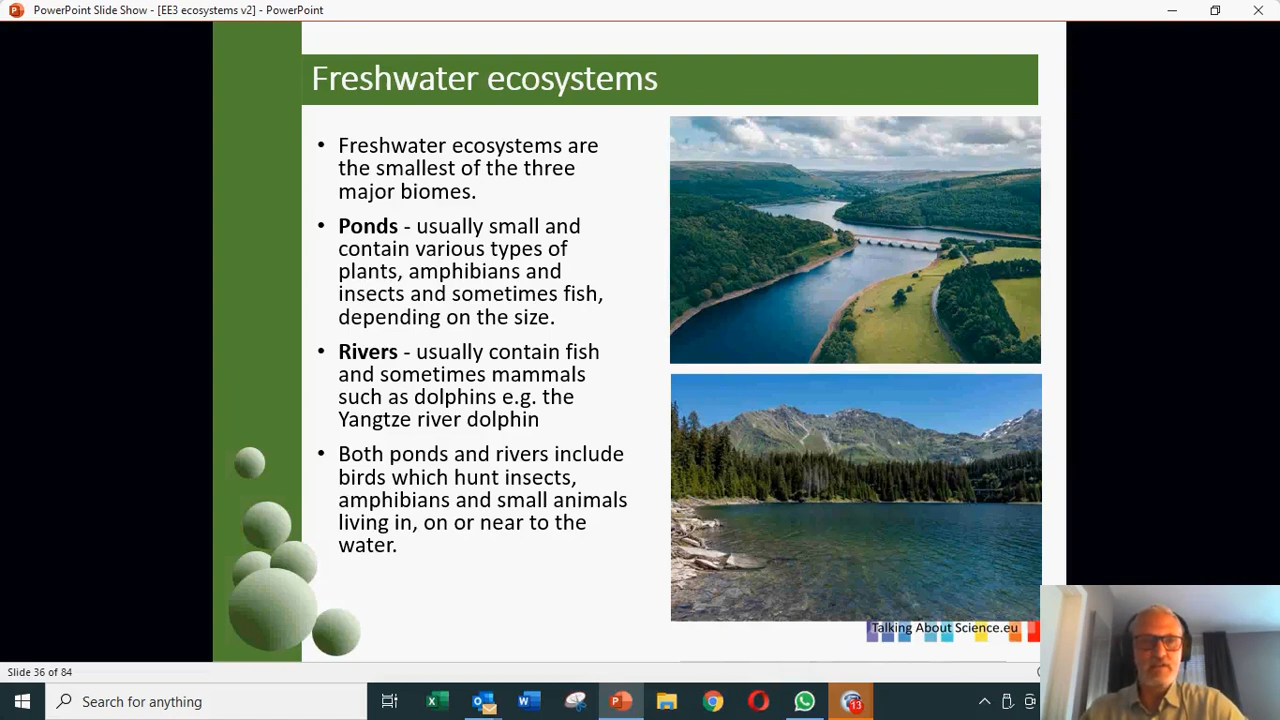 PowerPoint Slide Show - [EE3 ecosystems v2] - PowerPoint
Freshwater ecosystems
• Freshwater ecosystems are
the smallest of the three
major biomes.
• Ponds - usually small and
contain various types of
plants, amphibians and
insects and sometimes fish,
depending on the size.
• Rivers - usually contain fish
and sometimes mammals
such as dolphins e.g. the
Yangtze river dolphin
• Both ponds and rivers include
birds which hunt insects,
amphibians and small animals
living in, on or near to the
water.
Talking About Science.eu
Slide 36 of 84
Search for anything
13